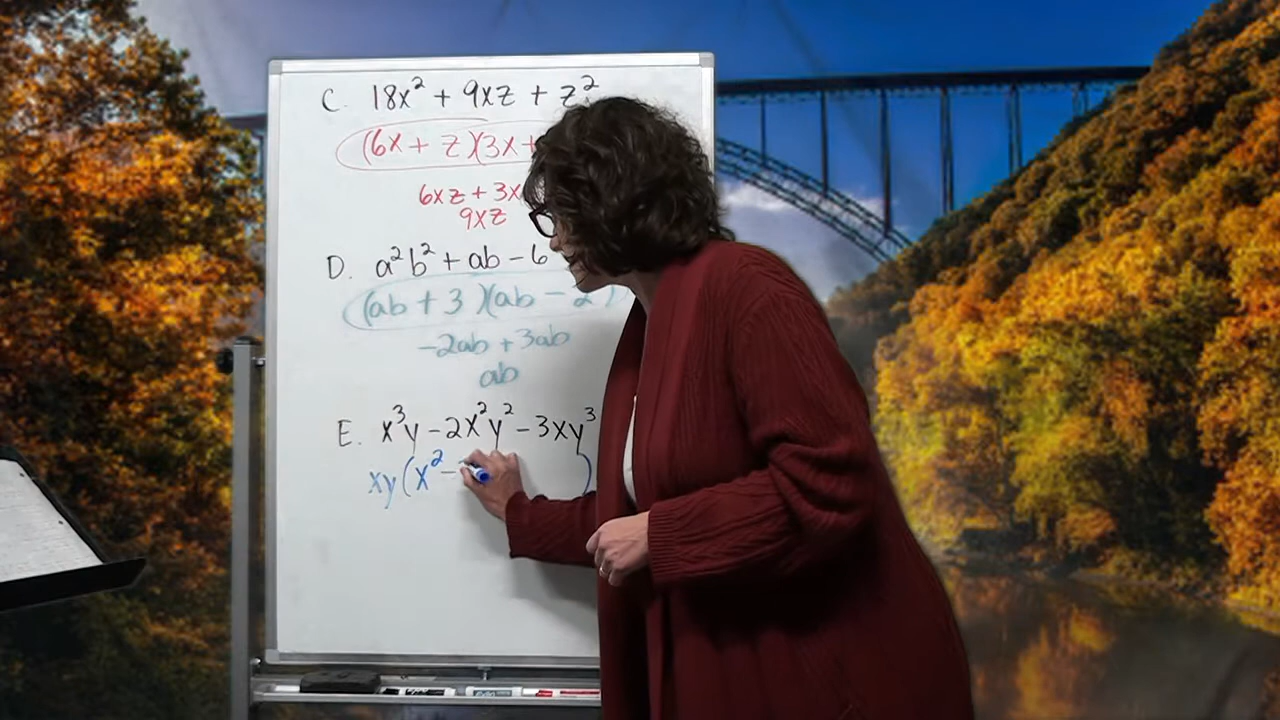 C. 18x² + 9xz + z²
(6x + z)(3x +
6xz + 3x
9xz
D. a²b² + ab - 6
(ab + 3)(ab - 2)
-2ab + 3ab
ab
E. x³y - 2x²y² - 3xy³
xy(x² - )